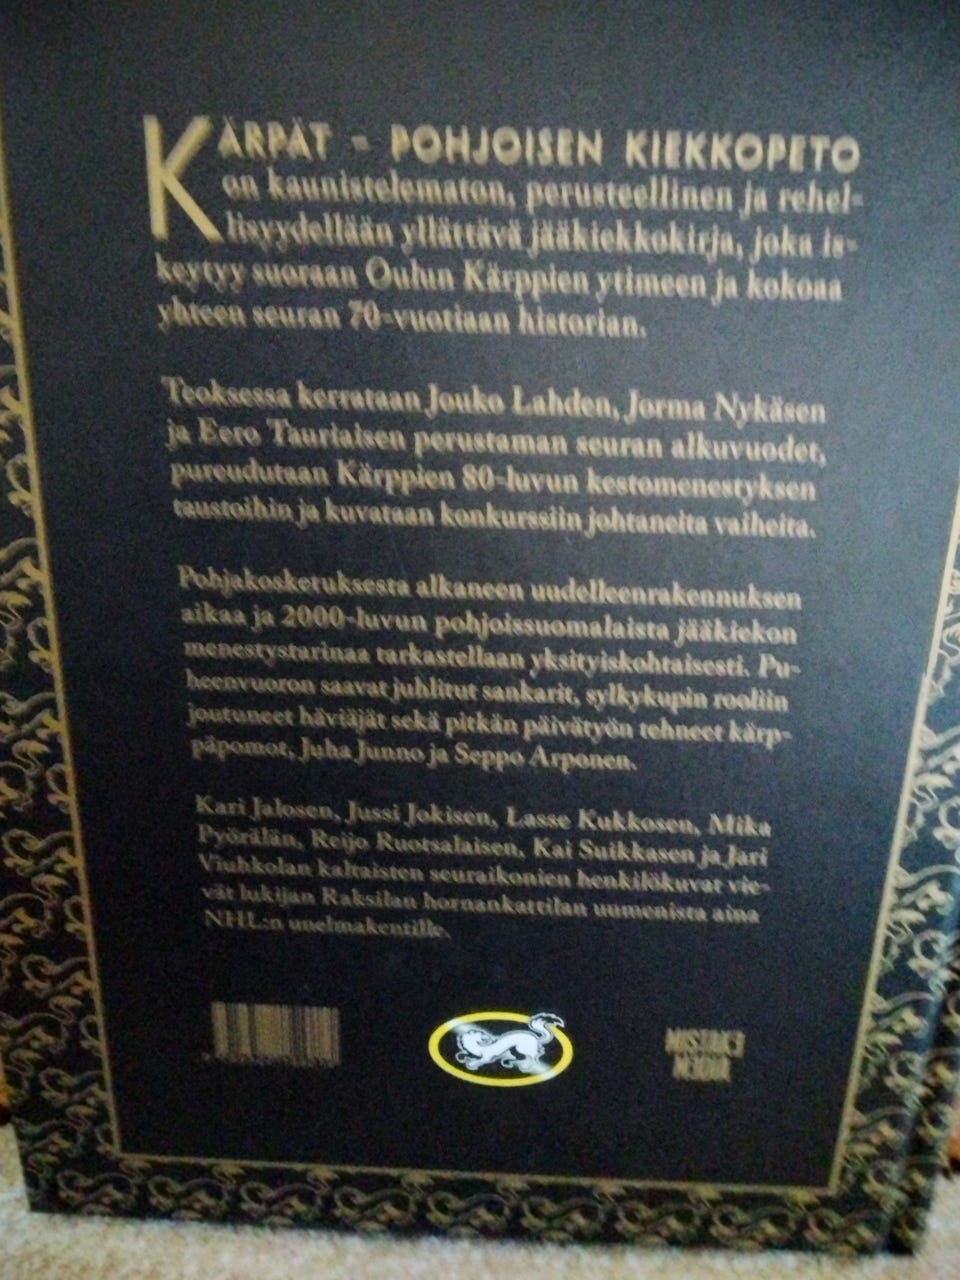 KÄRPÄT - POHJOISEN KIEKKOPETO
on kaunistelematon, perusteellinen ja rehel-
lisyydellään yllättävä jääkiekkokirja, joka is-
keytyy suoraan Oulun Kärppien ytimeen ja kokoaa
yhteen seuran 70-vuotiaan historian.
Teoksessa kerrataan Jouko Lahden, Jorma Nykäsen
ja Eero Tauriaisen perustaman seuran alkuvuodet,
pureudutaan Kärppien 80-luvun kestomenestyksen
taustoihin ja kuvataan konkurssiin johtaneita vaiheita.
Pohjakosketuksesta alkaneen uudelleenrakennuksen
aikaa ja 2000-luvun pohjoissuomalaista jääkiekon
menestystarinaa tarkastellaan yksityiskohtaisesti. Pu-
heenvuoron saavat juhlitut sankarit, sylkykupin rooliin
joutuneet häviäjät sekä pitkän päivätyön tehneet kärp-
päpomot, Juha Junno ja Seppo Arponen.
Kari Jalosen, Jussi Jokisen, Lasse Kukkosen, Mika
Pyörälän, Reijo Ruotsalaisen, Kai Suikkasen ja Jari
Viuhkolan kaltaisten seuraikonien henkilökuvat vie-
vät lukijan Raksilan hornankattilan uumenista aina
NHL:n unelmakentille.
MEDIA